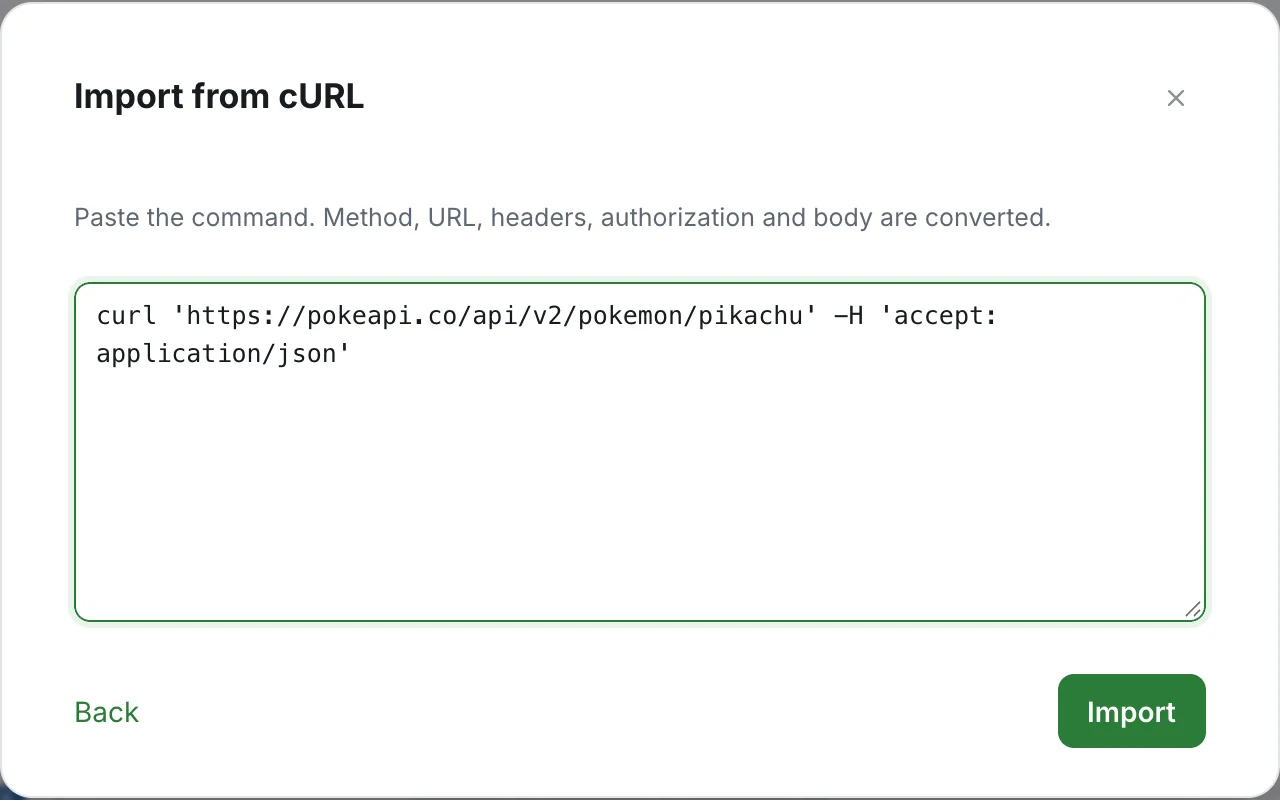 Import from cURL
Paste the command. Method, URL, headers, authorization and body are converted.
curl 'https://pokeapi.co/api/v2/pokemon/pikachu' -H 'accept:
application/json'
Back
Import